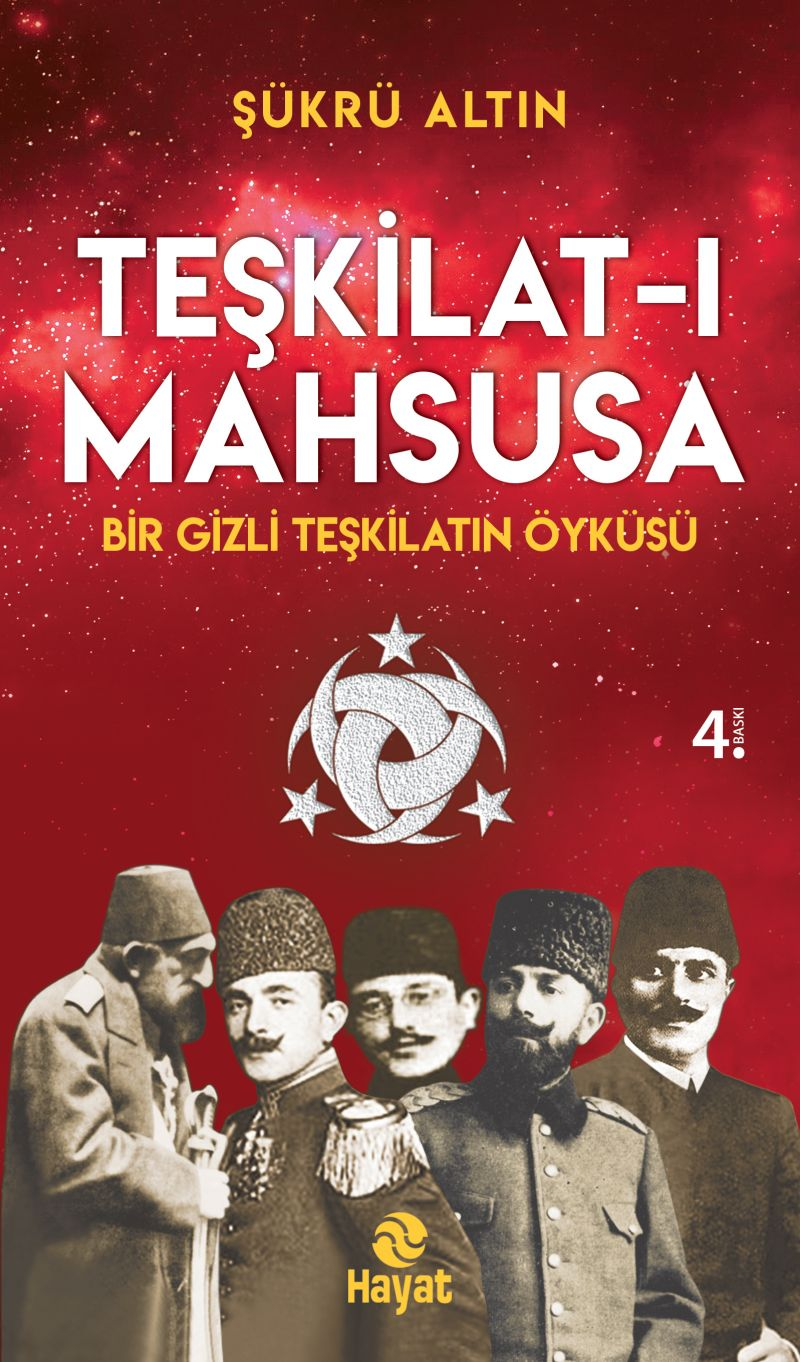 ŞÜKRÜ ALTIN
TEŞKİLAT-I
MAHSUSA
BİR GİZLİ TEŞKİLATIN ÖYKÜSÜ
4.
BASKI
Hayat